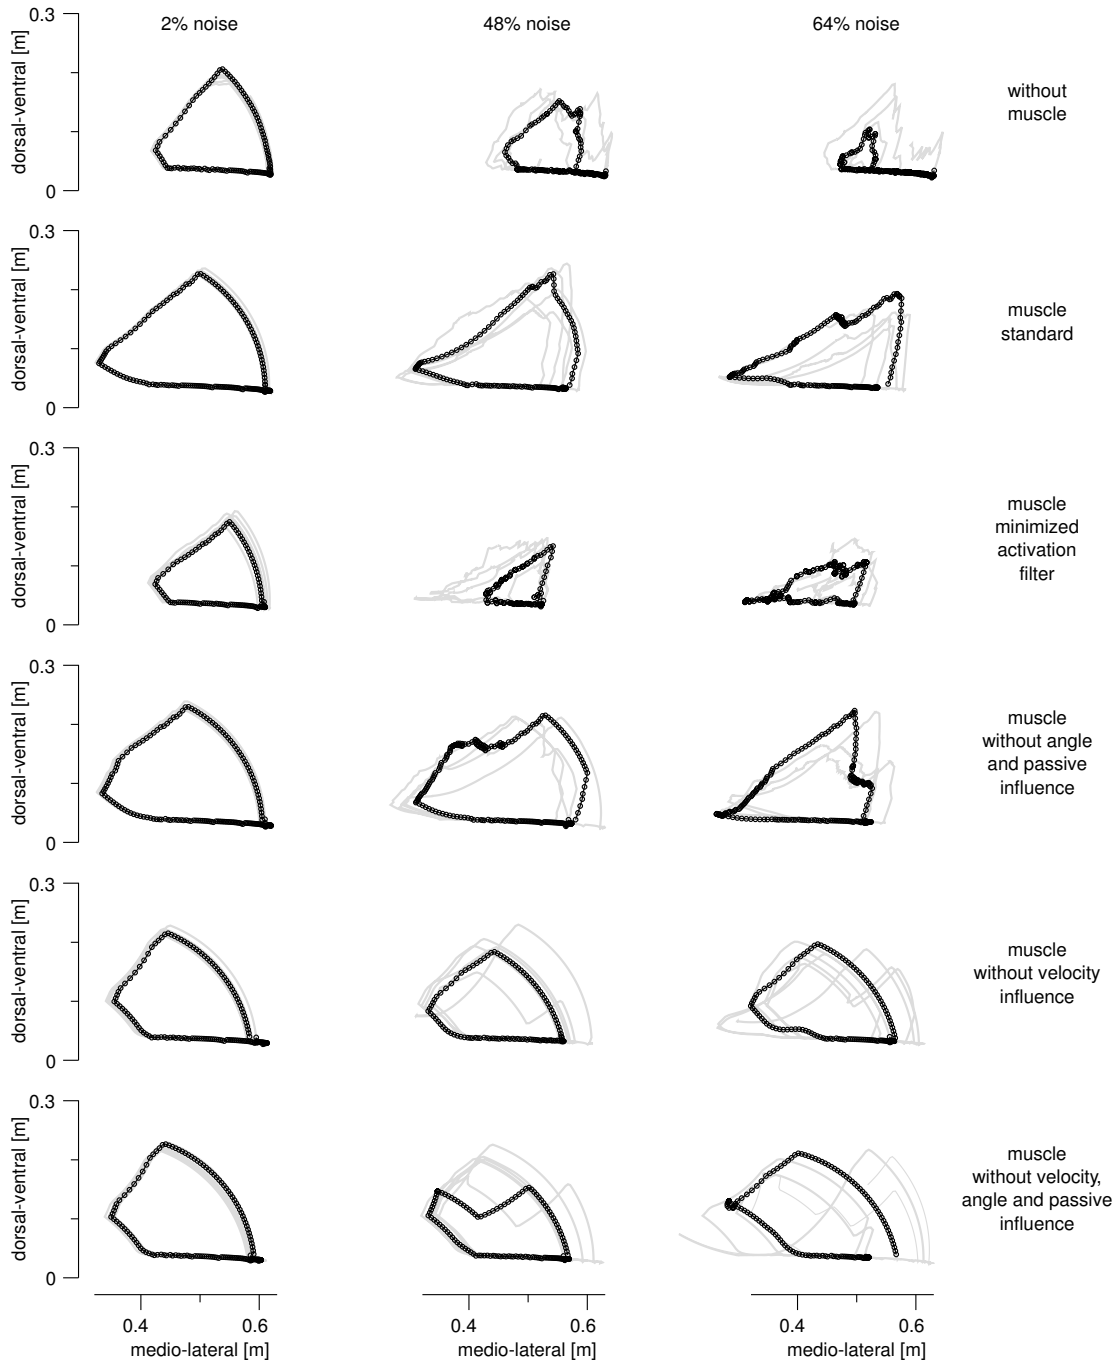 2% noise
48% noise
64% noise
0.3
0
dorsal-ventral [m]
without
muscle
0.3
0
dorsal-ventral [m]
muscle
standard
0.3
0
dorsal-ventral [m]
muscle
minimized
activation
filter
0.3
0
dorsal-ventral [m]
muscle
without angle
and passive
influence
0.3
0
dorsal-ventral [m]
muscle
without velocity
influence
0.3
0
dorsal-ventral [m]
muscle
without velocity,
angle and passive
influence
0.4
0.6
0.4
0.6
0.4
0.6
medio-lateral [m]
medio-lateral [m]
medio-lateral [m]